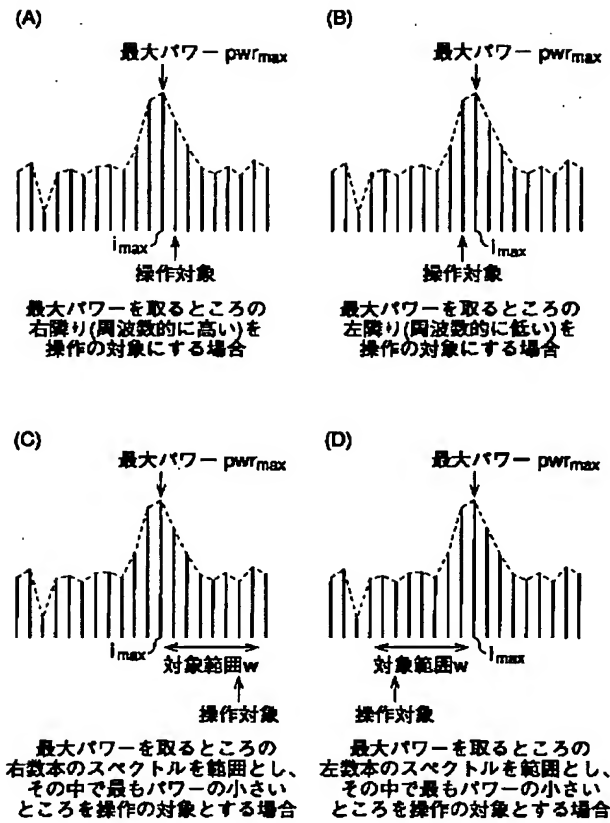 (A)
最大パワー pwrmax
imax
操作対象
最大パワーを取るところの
右隣り(周波数的に高い)を
操作の対象にする場合
(B)
最大パワー pwrmax
imax
操作対象
最大パワーを取るところの
左隣り(周波数的に低い)を
操作の対象にする場合
(C)
最大パワー pwrmax
imax
対象範囲w
操作対象
最大パワーを取るところの
右数本のスペクトルを範囲とし、
その中で最もパワーの小さい
ところを操作の対象とする場合
(D)
最大パワー pwrmax
imax
対象範囲w
操作対象
最大パワーを取るところの
左数本のスペクトルを範囲とし、
その中で最もパワーの小さい
ところを操作の対象とする場合